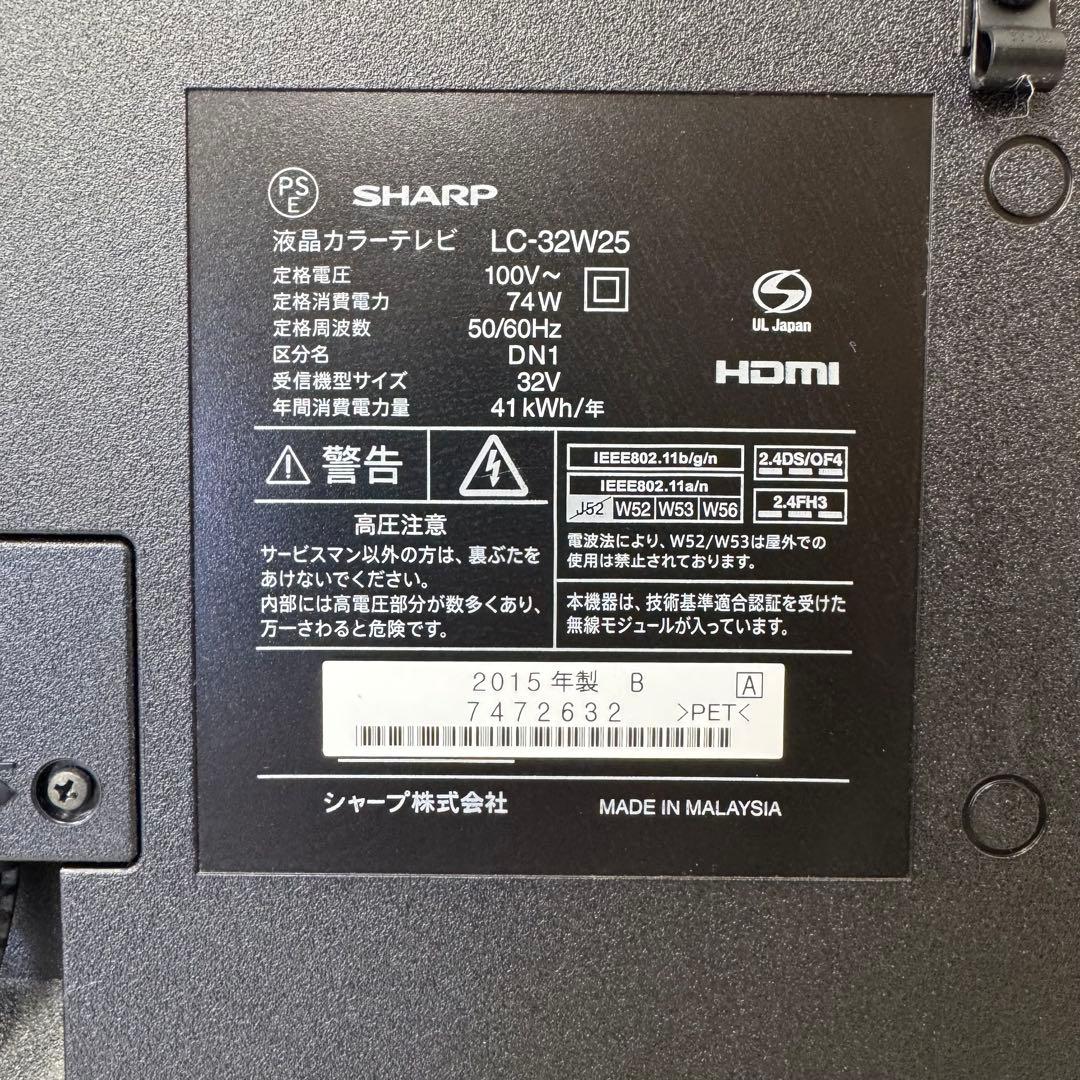 PS
E
SHARP
液晶カラーテレビ LC-32W25
定格電圧 100V～
定格消費電力 74W
定格周波数 50/60Hz
区分名 DN1
受信機型サイズ 32V
年間消費電力量 41kWh/年
UL Japan
HDMI
警告
高圧注意
サービスマン以外の方は、裏ぶたを
あけないでください。
内部には高電圧部分が数多くあり、
万一さわると危険です。
IEEE802.11b/g/n
IEEE802.11a/n
J52 W52 W53 W56
2.4DS/OF4
2.4FH3
電波法により、W52/W53は屋外での
使用は禁止されております。
本機器は、技術基準適合認証を受けた
無線モジュールが入っています。
2015年製 B A
7472632 >PET<
シャープ株式会社 MADE IN MALAYSIA